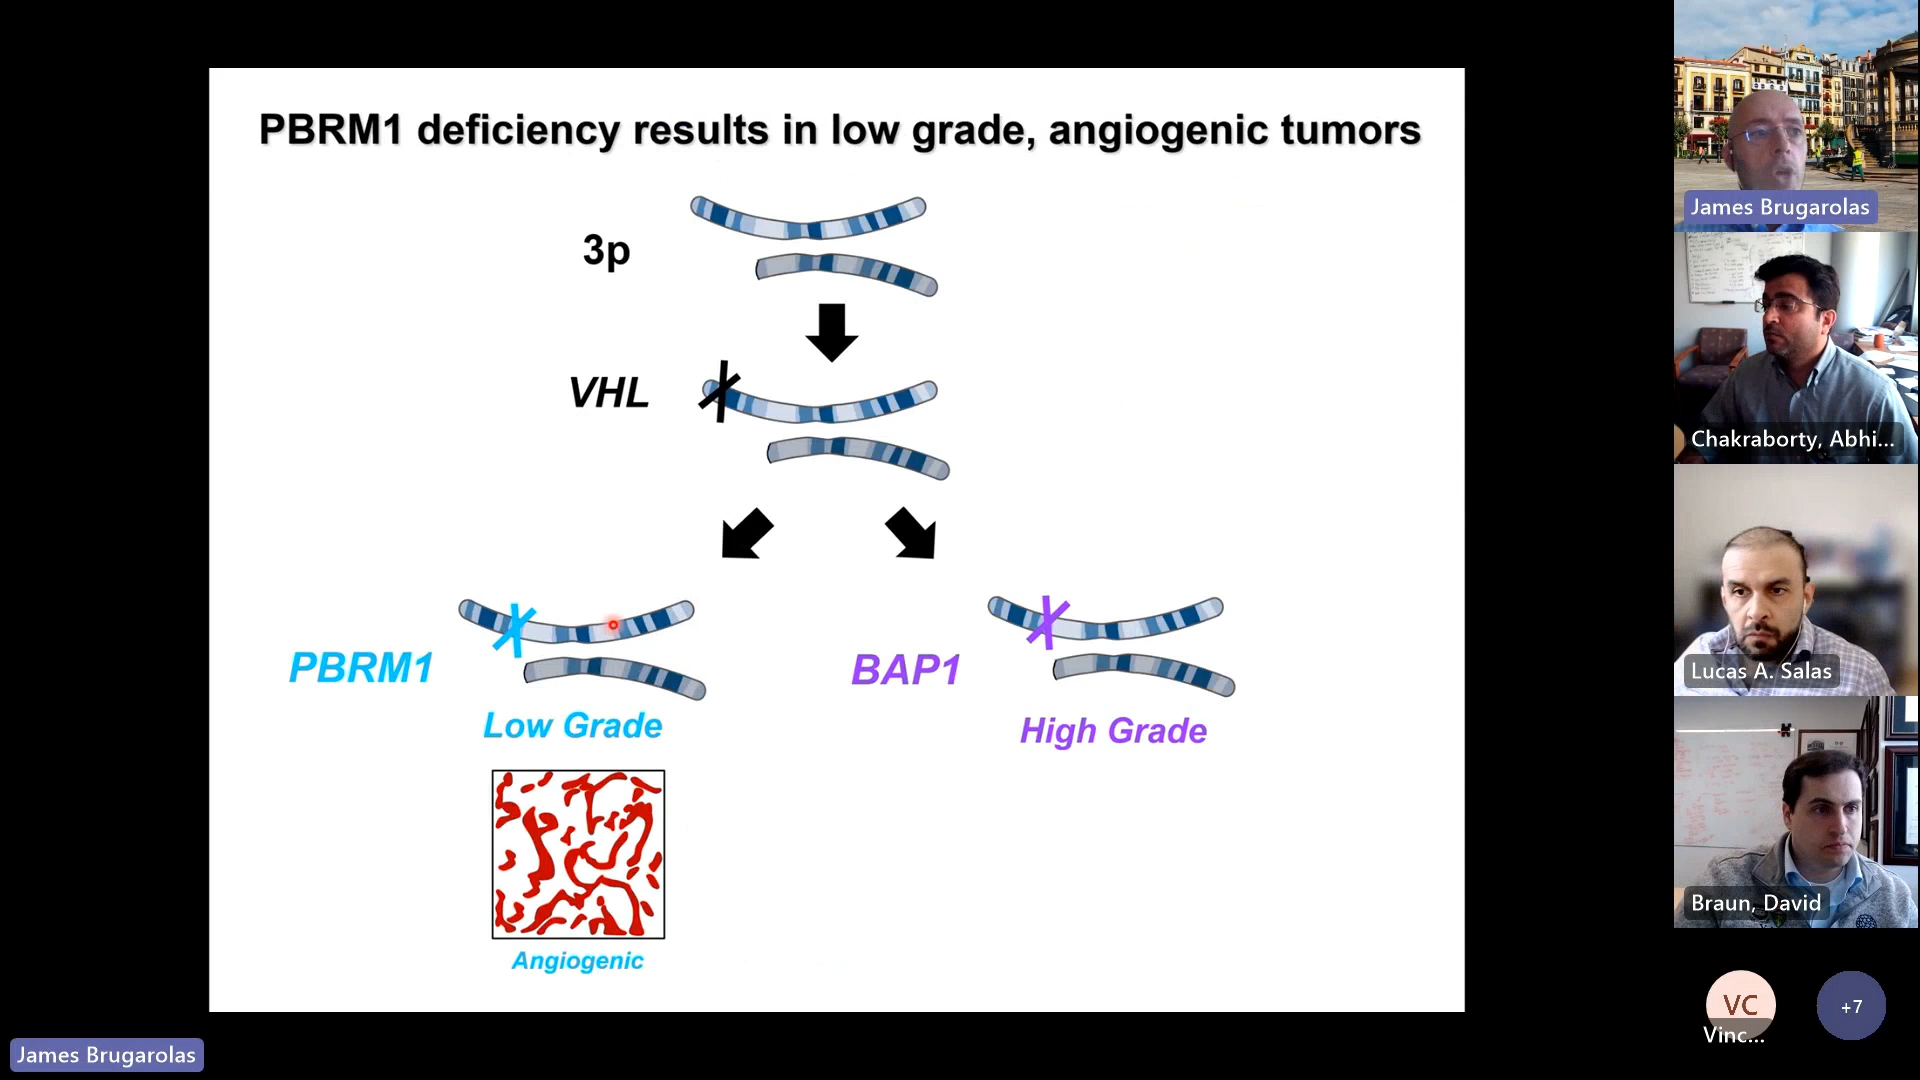 PBRM1 deficiency results in low grade, angiogenic tumors
3p
VHL
PBRM1
BAP1
Low Grade
High Grade
Angiogenic
James Brugarolas
Chakraborty, Abhi...
Lucas A. Salas
Braun, David
VC
Vinc...
+7
James Brugarolas